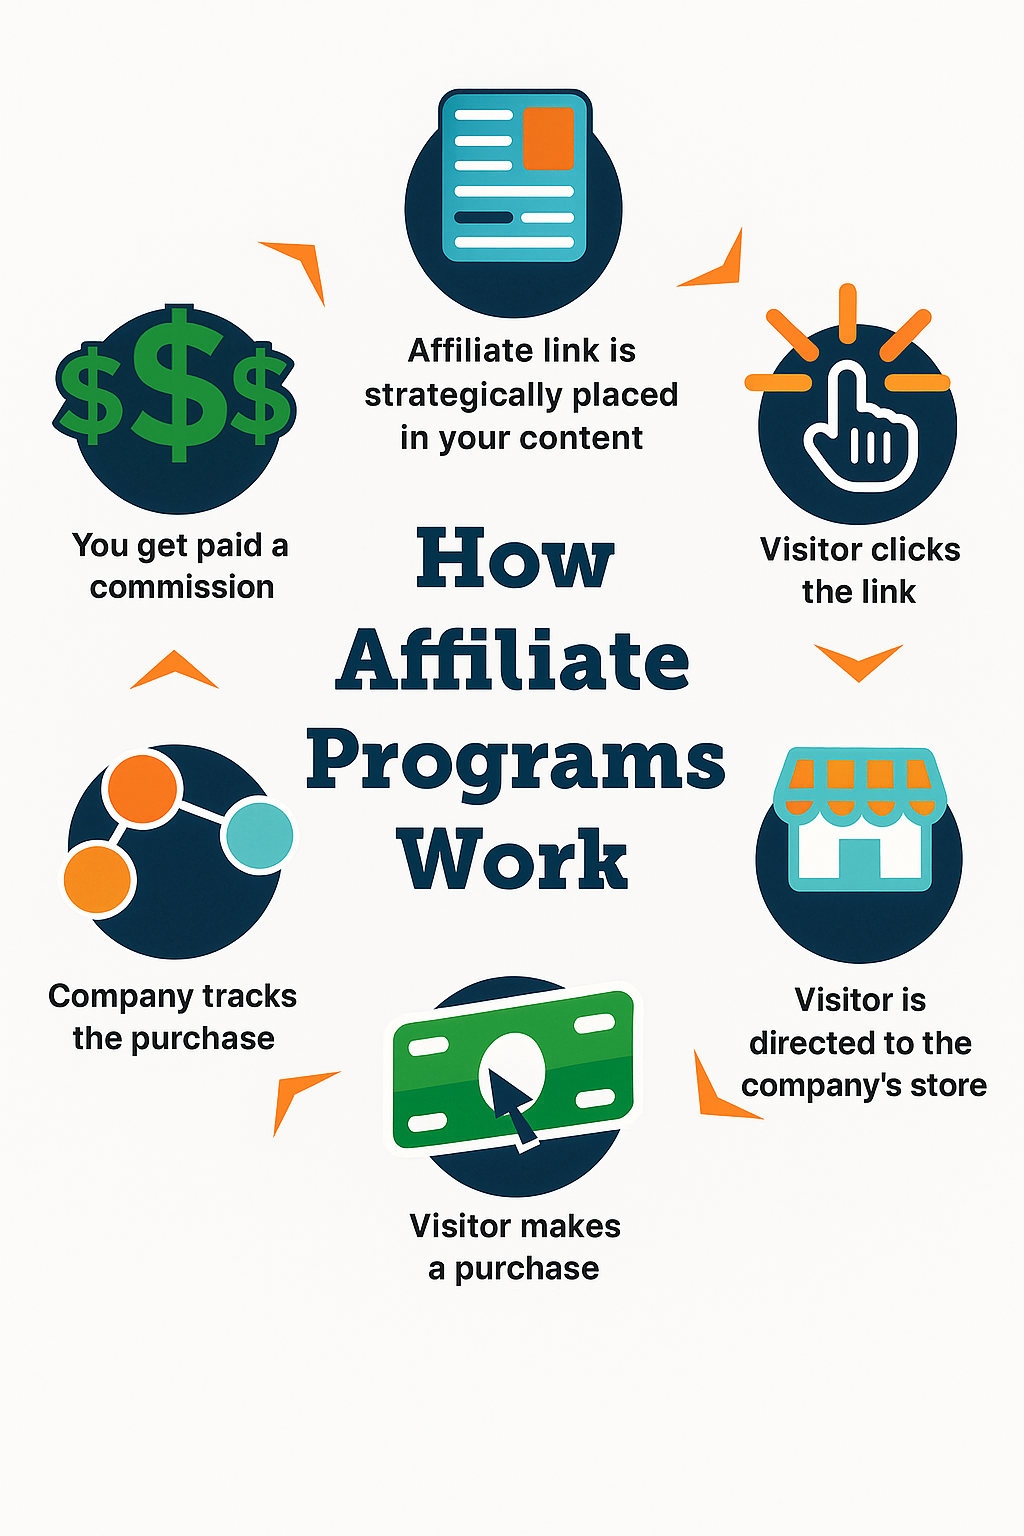 Affiliate link is
strategically placed
in your content
Visitor clicks
the link
Visitor is
directed to the
company's store
Visitor makes
a purchase
Company tracks
the purchase
$$$
You get paid a
commission
How
Affiliate
Programs
Work